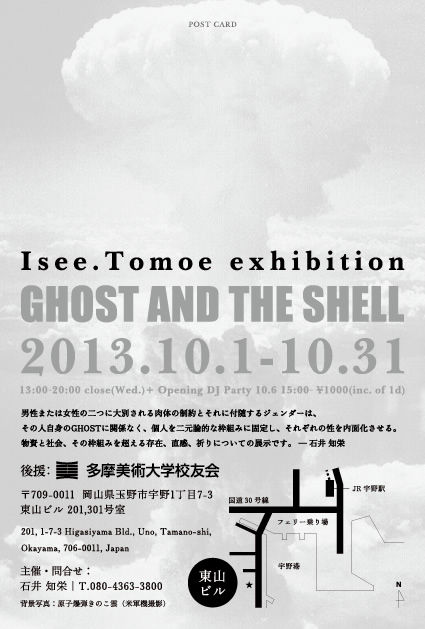 POST CARD
Isee.Tomoe exhibition
GHOST AND THE SHELL
2013.10.1-10.31
13:00-20:00 close(Wed.)+ Opening DJ Party 10.6 15:00- ¥1000(inc. of 1d)
男性または女性の二つに大別される肉体の制約とそれに付随するジェンダーは、
その人自身のGHOSTに関係なく、個人を二元論的な枠組みに固定し、それぞれの性を内面化させる。
物資と社会、その枠組みを超える存在、直感、祈りについての展示です。 ― 石井 知栄
後援: 多摩美術大学校友会
〒709-0011 岡山県玉野市宇野1丁目7-3
東山ビル 201,301号室
201, 1-7-3 Higasiyama Bld., Uno, Tamano-shi,
Okayama, 706-0011, Japan
主催・問合せ：
石井 知栄 | T.080-4363-3800
背景写真：原子爆弾きのこ雲（米軍機撮影）
JR 宇野駅
国道 30 号線
フェリー乗り場
宇野港
東山
ビル
★
N